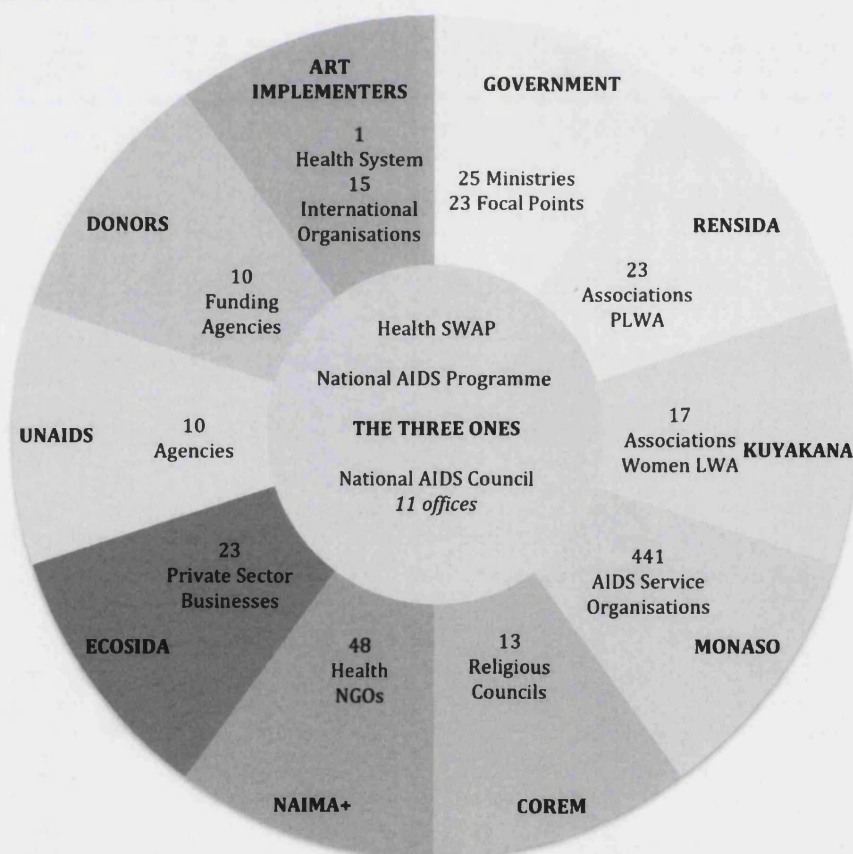 ART
IMPLEMENTERS
1
Health System
15
International
Organisations
GOVERNMENT
25 Ministries
23 Focal Points
RENSIDA
23
Associations
PLWA
17
Associations
Women LWA
KUYAKANA
441
AIDS Service
Organisations
MONASO
13
Religious
Councils
COREM
48
Health
NGOs
NAIMA+
23
Private Sector
Businesses
ECOSIDA
UNAIDS
10
Agencies
DONORS
10
Funding
Agencies
Health SWAP
National AIDS Programme
THE THREE ONES
National AIDS Council
11 offices